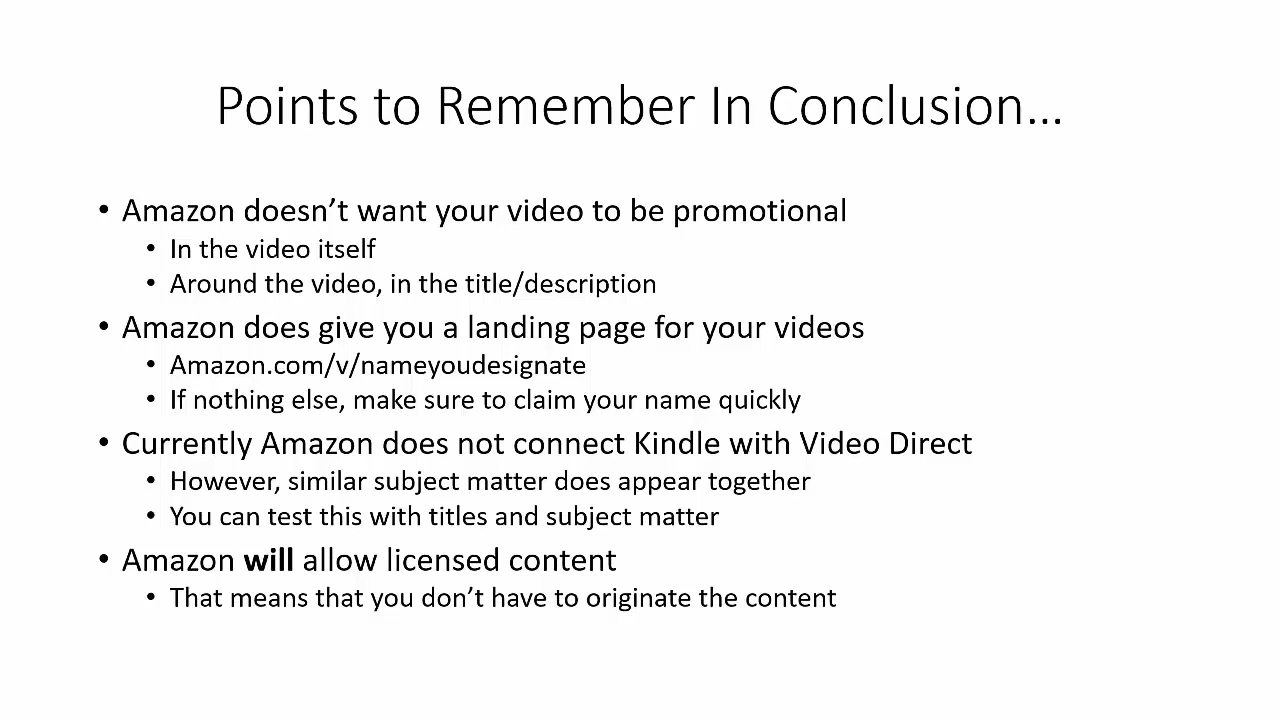 Points to Remember In Conclusion...
• Amazon doesn’t want your video to be promotional
• In the video itself
• Around the video, in the title/description
• Amazon does give you a landing page for your videos
• Amazon.com/v/nameyoudesignate
• If nothing else, make sure to claim your name quickly
• Currently Amazon does not connect Kindle with Video Direct
• However, similar subject matter does appear together
• You can test this with titles and subject matter
• Amazon will allow licensed content
• That means that you don’t have to originate the content